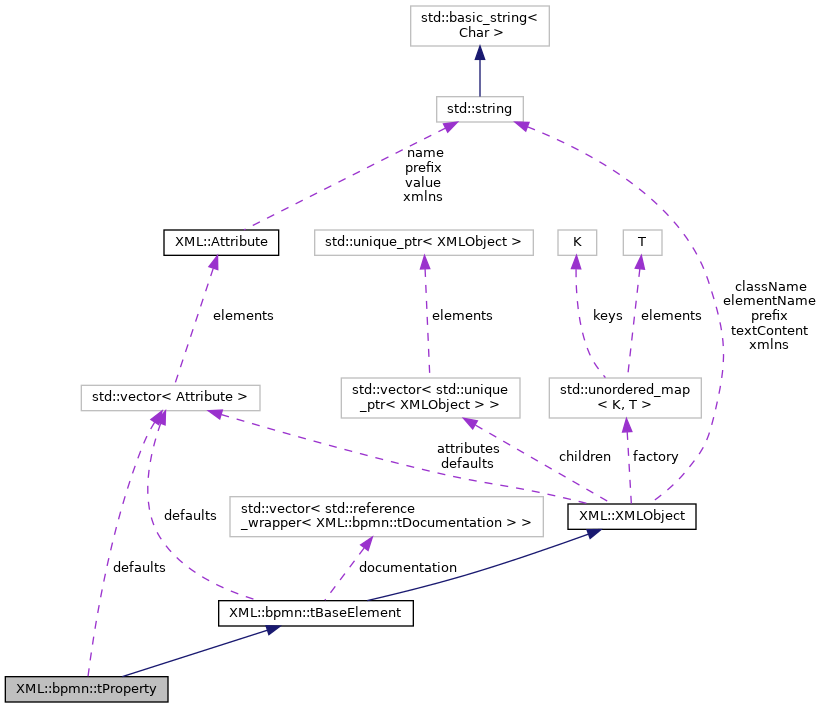 std::basic_string<
Char >
std::string
name
prefix
value
xmlns
XML::Attribute
std::unique_ptr< XMLObject >
K
T
className
elementName
prefix
textContent
xmlns
elements
elements
keys
elements
std::vector< Attribute >
std::vector< std::unique
_ptr< XMLObject > >
std::unordered_map
< K, T >
attributes
defaults
children
factory
defaults
std::vector< std::reference
_wrapper< XML::bpmn::tDocumentation > >
XML::XMLObject
defaults
documentation
XML::bpmn::tBaseElement
XML::bpmn::tProperty